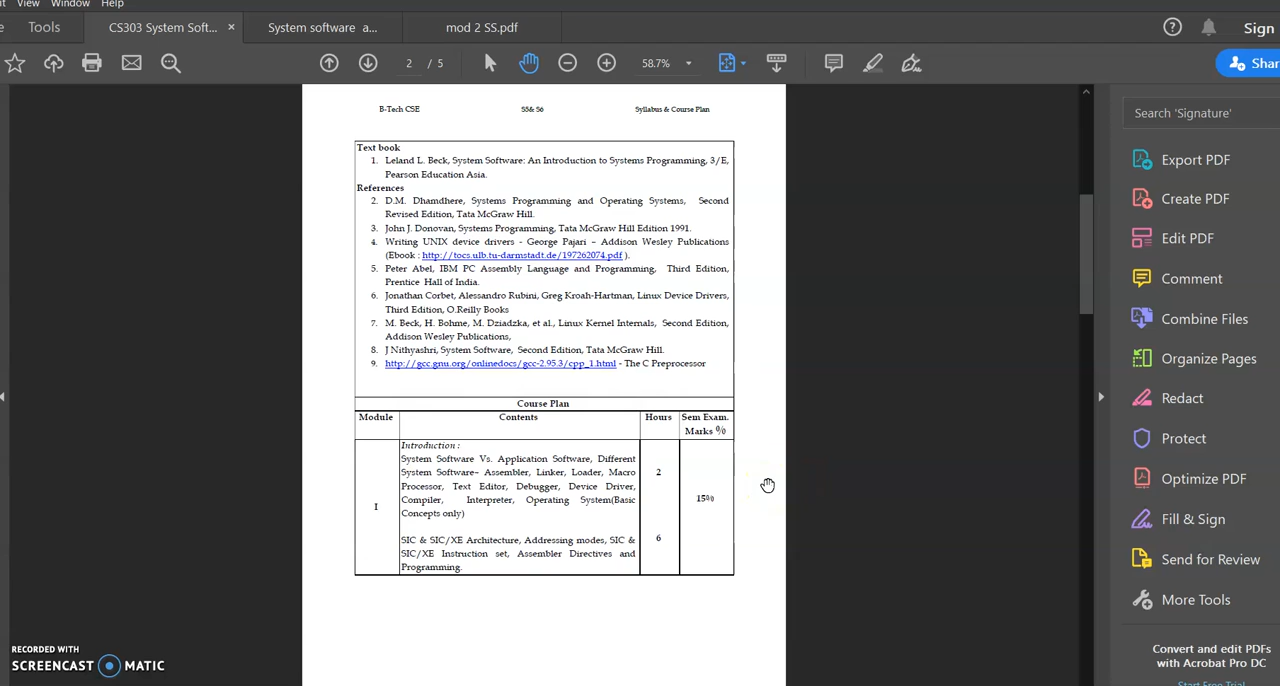 View Window Help
Tools
CS303 System Soft... ×
System software a...
mod 2 SS.pdf
Sign
2 / 5
58.7%
Shar
B-Tech CSE S5& S6 Syllabus & Course Plan
Text book
1. Leland L. Beck, System Software: An Introduction to Systems Programming, 3/E,
Pearson Education Asia.
References
2. D.M. Dhamdhere, Systems Programming and Operating Systems, Second
Revised Edition, Tata McGraw Hill.
3. John J. Donovan, Systems Programming, Tata McGraw Hill Edition 1991.
4. Writing UNIX device drivers - George Pajari – Addison Wesley Publications
(Ebook : http://tocs.ulb.tu-darmstadt.de/197262074.pdf ).
5. Peter Abel, IBM PC Assembly Language and Programming, Third Edition,
Prentice Hall of India.
6. Jonathan Corbet, Alessandro Rubini, Greg Kroah-Hartman, Linux Device Drivers,
Third Edition, O.Reilly Books
7. M. Beck, H. Bohme, M. Dziadzka, et al., Linux Kernel Internals, Second Edition,
Addison Wesley Publications,
8. J Nithyashri, System Software, Second Edition, Tata McGraw Hill.
9. http://gcc.gnu.org/onlinedocs/gcc-2.95.3/cpp_1.html - The C Preprocessor
Course Plan
Module Contents Hours Sem Exam.
Marks %
Introduction :
System Software Vs. Application Software, Different
System Software– Assembler, Linker, Loader, Macro
Processor, Text Editor, Debugger, Device Driver,
Compiler, Interpreter, Operating System(Basic
Concepts only)
SIC & SIC/XE Architecture, Addressing modes, SIC &
SIC/XE Instruction set, Assembler Directives and
Programming.
I
2
6
15%
Search 'Signature'
Export PDF
Create PDF
Edit PDF
Comment
Combine Files
Organize Pages
Redact
Protect
Optimize PDF
Fill & Sign
Send for Review
More Tools
Convert and edit PDFs
with Acrobat Pro DC
Start Free Trial
RECORDED WITH
SCREENCAST MATIC